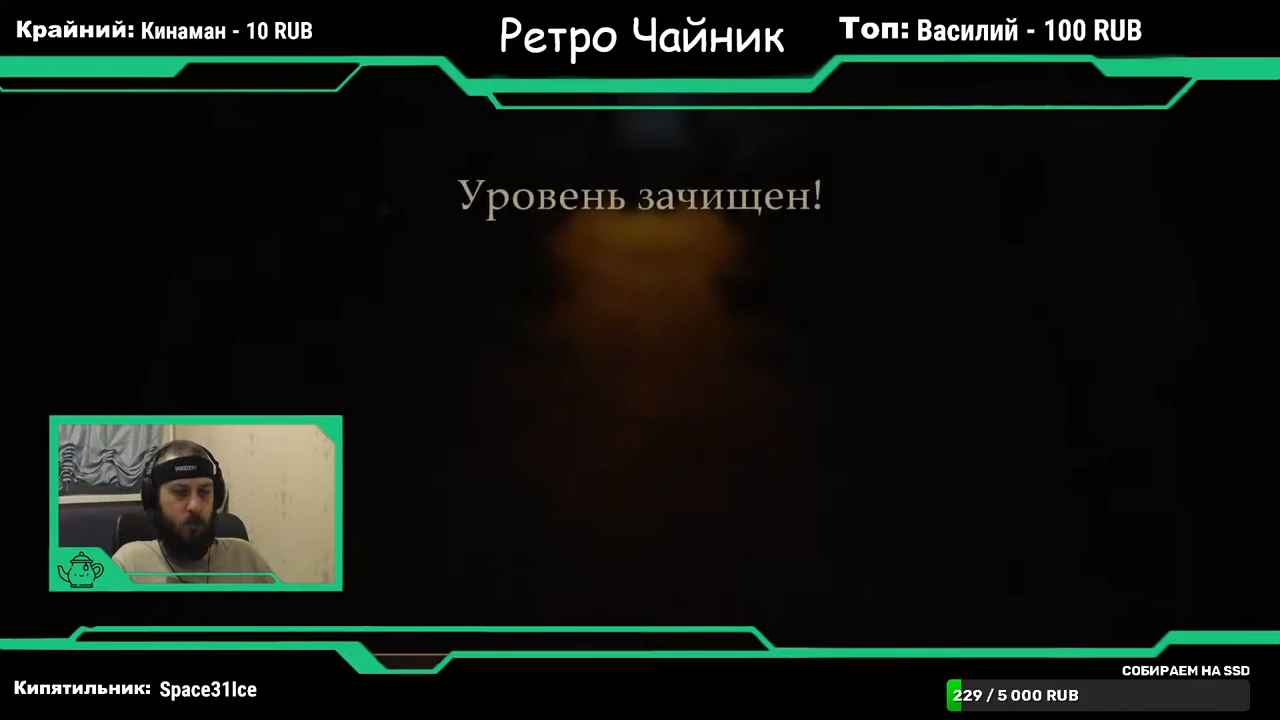 Крайний: Кинаман - 10 RUB
Ретро Чайник
Топ: Василий - 100 RUB
Уровень зачищен!
Кипятильник: Space31Ice
СОБИРАЕМ НА SSD
229 / 5 000 RUB